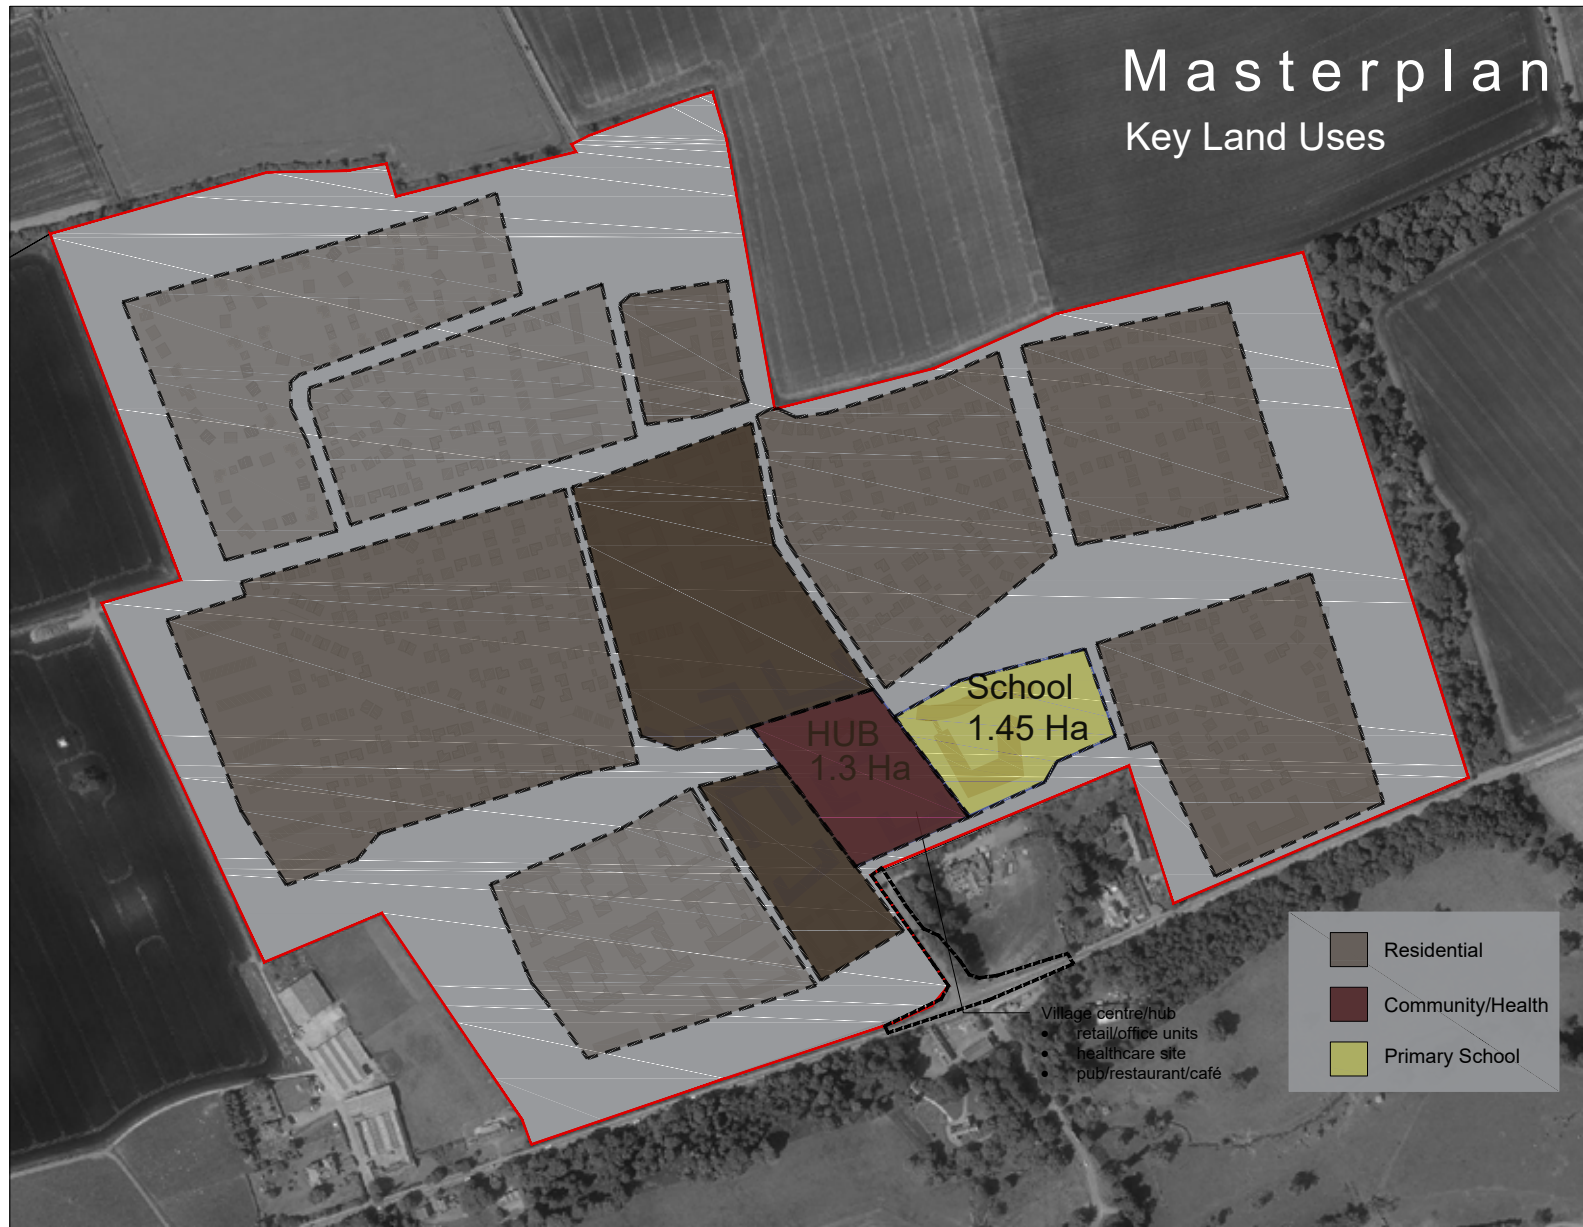 Masterplan
Key Land Uses
School
1.45 Ha
HUB
1.3 Ha
Residential
Community/Health
Primary School
Village centre/hub
• retail/office units
• healthcare site
• pub/restaurant/café